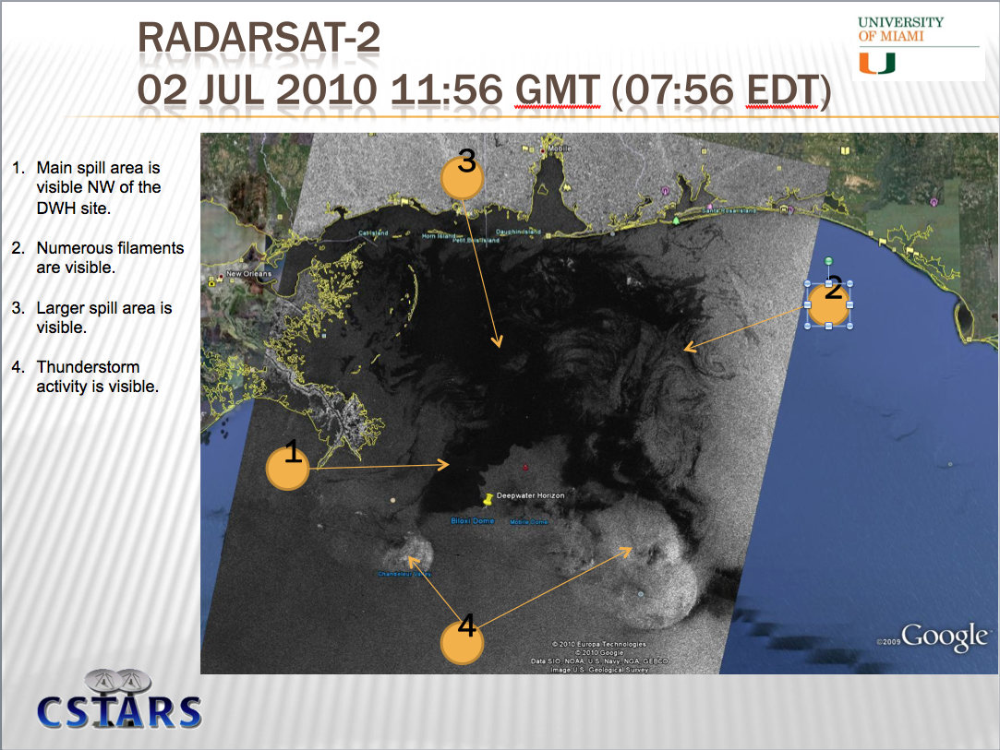 RADARSAT-2
02 JUL 2010 11:56 GMT (07:56 EDT)
UNIVERSITY
OF MIAMI
1. Main spill area is
visible NW of the
DWH site.
2. Numerous filaments
are visible.
3. Larger spill area is
visible.
4. Thunderstorm
activity is visible.
3
Mobile
Santa Rosa Island
Cat Island
Horn Island
Petit Bois Island
Dauphin Island
New Orleans
2
1
Deepwater Horizon
Biloxi Dome
Mobile Dome
Chandeleur Valley
4
©2009 Google
© 2010 Europa Technologies
© 2010 Google
Data SIO, NOAA, U.S. Navy, NGA, GEBCO
Image U.S. Geological Survey
CSTARS